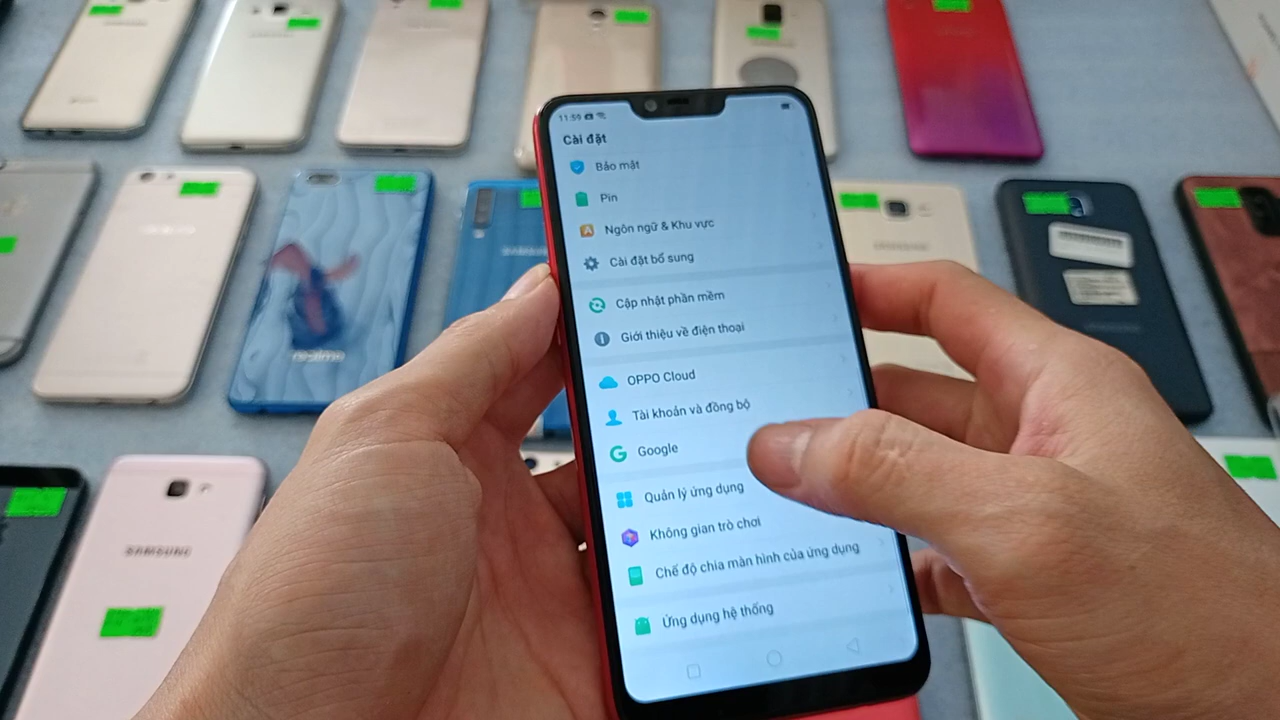 11:59
Cài đặt
Bảo mật
Pin
Ngôn ngữ & Khu vực
Cài đặt bổ sung
Cập nhật phần mềm
Giới thiệu về điện thoại
OPPO Cloud
Tài khoản và đồng bộ
Google
Quản lý ứng dụng
Không gian trò chơi
Chế độ chia màn hình của ứng dụng
Ứng dụng hệ thống
realme
SAMSUNG